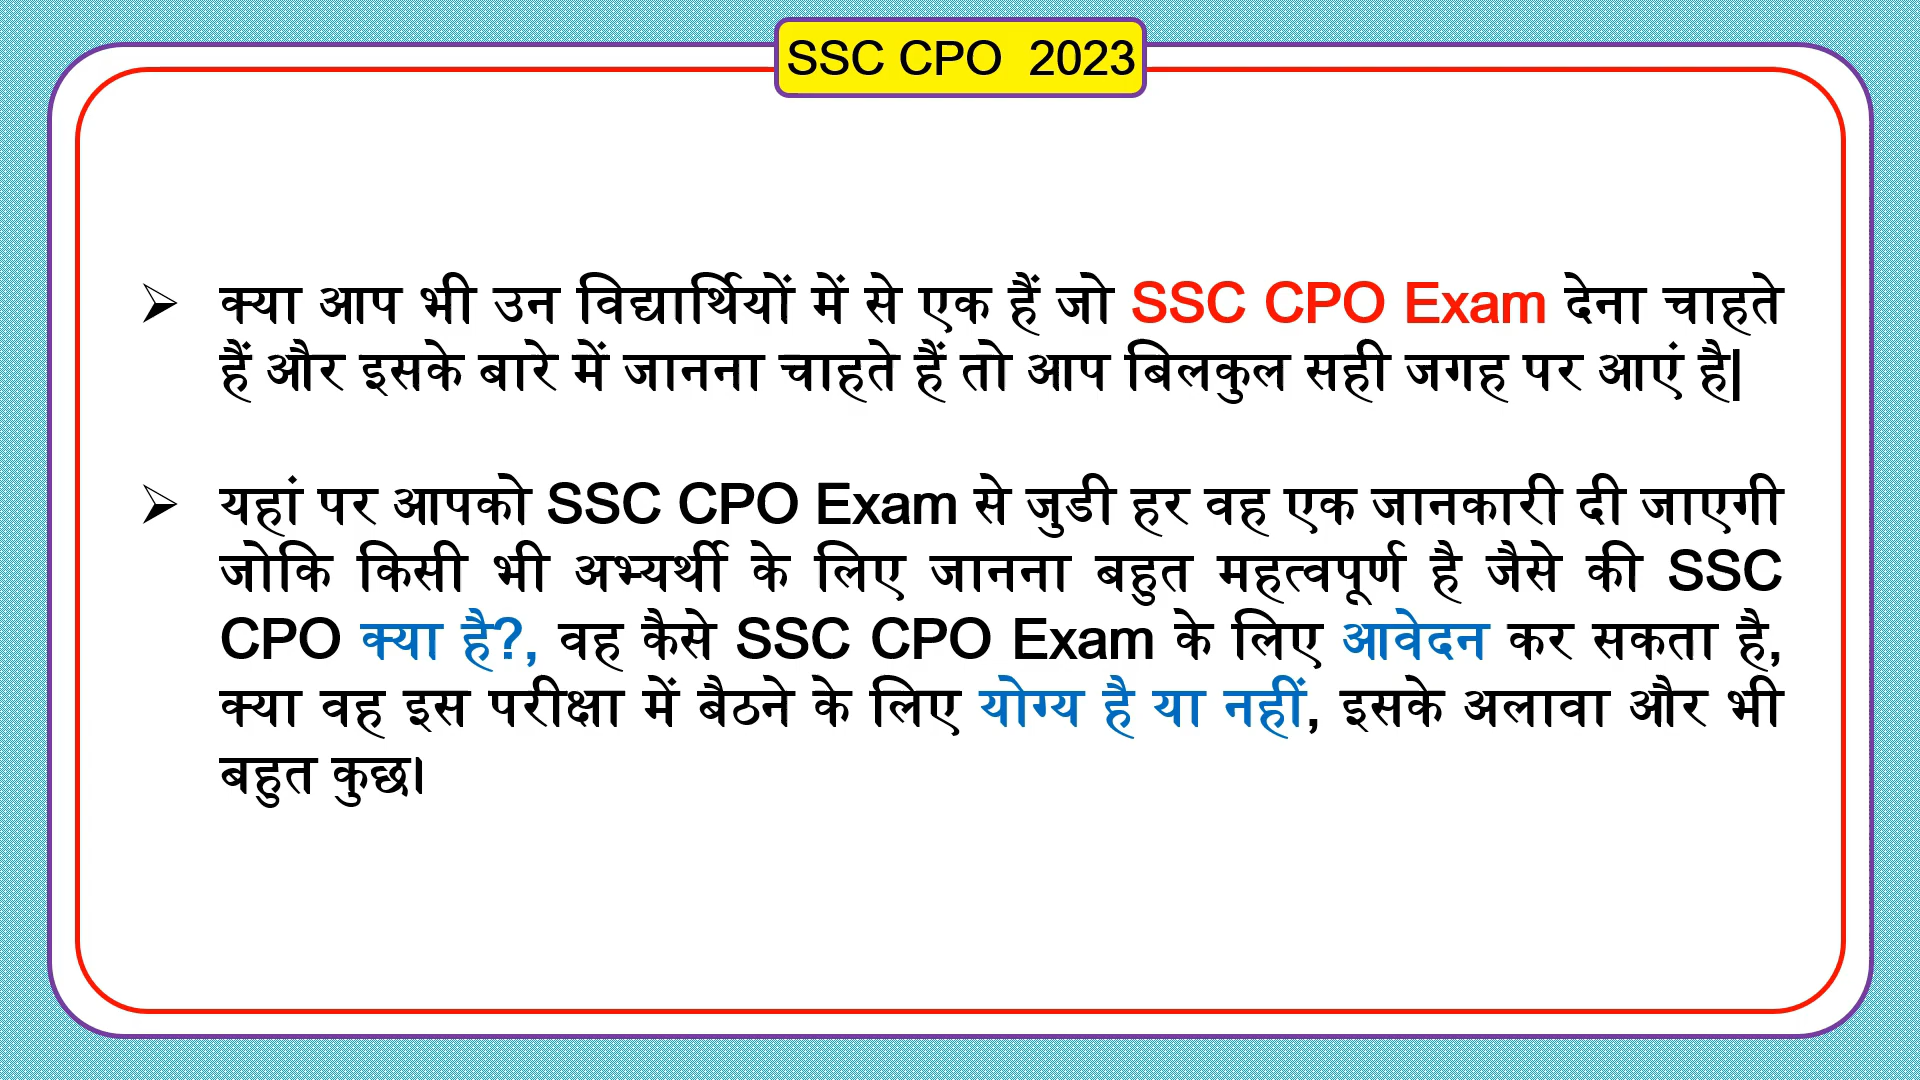 SSC CPO 2023
➢ क्या आप भी उन विद्यार्थियों में से एक हैं जो SSC CPO Exam देना चाहते
हैं और इसके बारे में जानना चाहते हैं तो आप बिलकुल सही जगह पर आएं है|
➢ यहां पर आपको SSC CPO Exam से जुडी हर वह एक जानकारी दी जाएगी
जोकि किसी भी अभ्यर्थी के लिए जानना बहुत महत्वपूर्ण है जैसे की SSC
CPO क्या है?, वह कैसे SSC CPO Exam के लिए आवेदन कर सकता है,
क्या वह इस परीक्षा में बैठने के लिए योग्य है या नहीं, इसके अलावा और भी
बहुत कुछ।